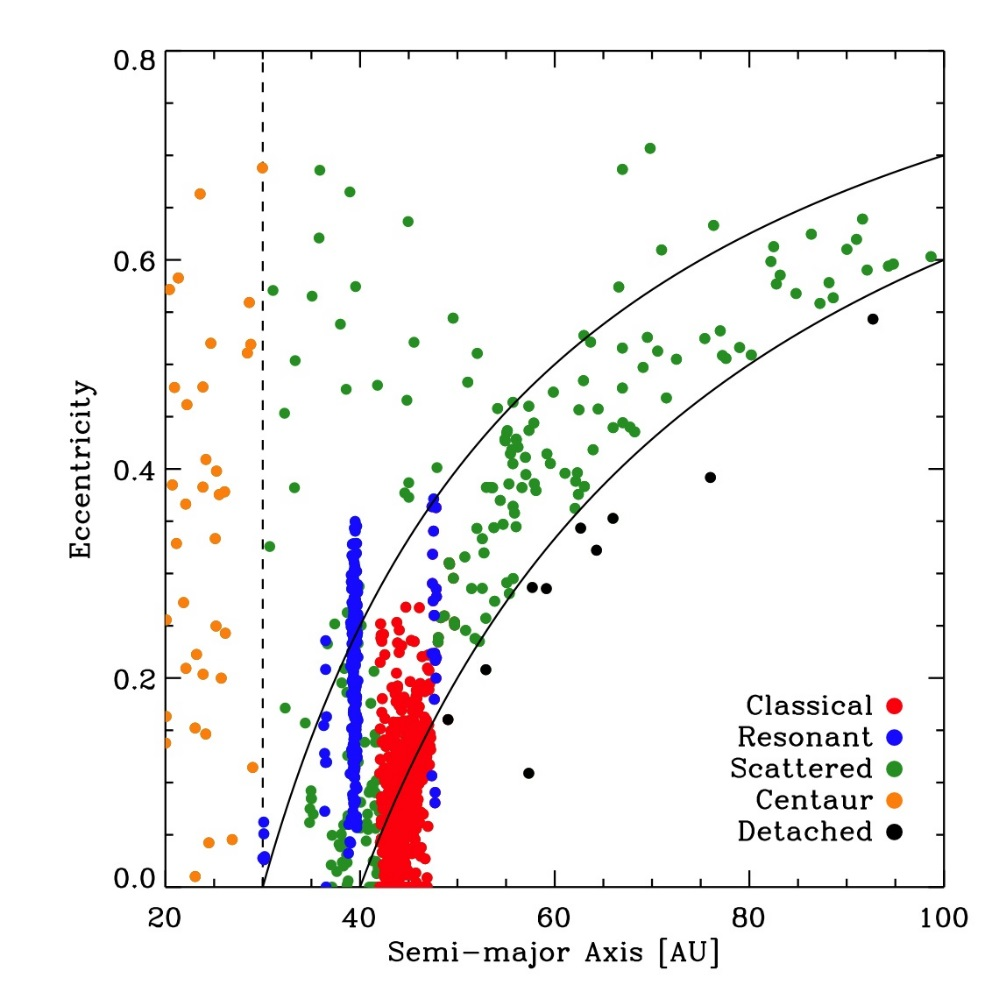 0.8
0.6
0.4
0.2
0.0
Eccentricity
Classical
Resonant
Scattered
Centaur
Detached
20 40 60 80 100
Semi-major Axis [AU]